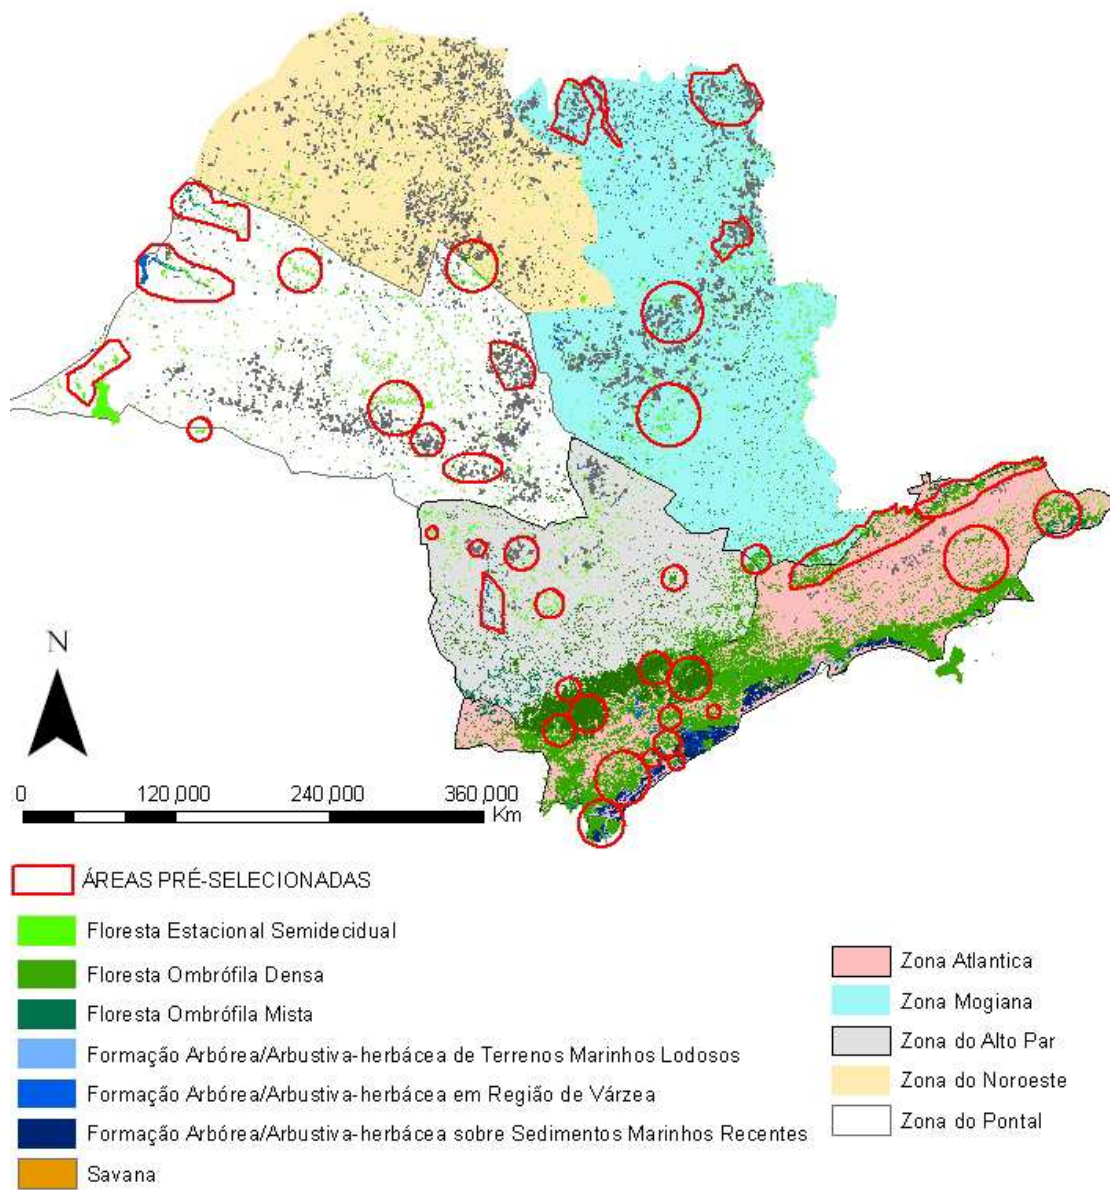 N
0 120,000 240,000 360,000
Km
ÁREAS PRÉ-SELECIONADAS
Floresta Estacional Semidecidual
Floresta Ombrófila Densa
Floresta Ombrófila Mista
Formação Arbórea/Arbustiva-herbácea de Terrenos Marinhos Lodosos
Formação Arbórea/Arbustiva-herbácea em Região de Várzea
Formação Arbórea/Arbustiva-herbácea sobre Sedimentos Marinhos Recentes
Savana
Zona Atlantica
Zona Mogiana
Zona do Alto Par
Zona do Noroeste
Zona do Pontal